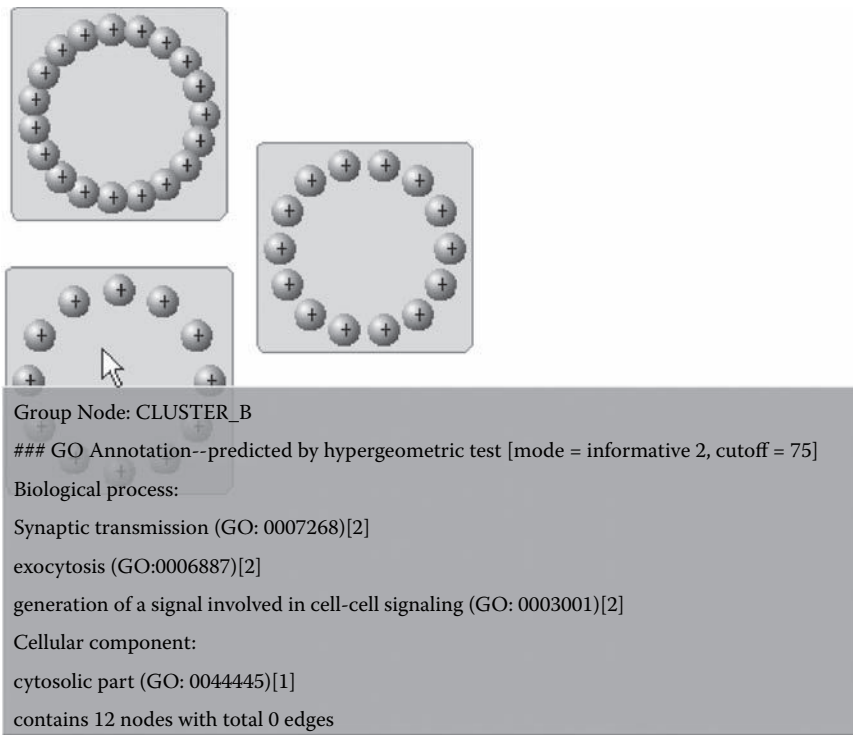 Group Node: CLUSTER_B
### GO Annotation--predicted by hypergeometric test [mode = informative 2, cutoff = 75]
Biological process:
Synaptic transmission (GO: 0007268)[2]
exocytosis (GO:0006887)[2]
generation of a signal involved in cell-cell signaling (GO: 0003001)[2]
Cellular component:
cytosolic part (GO: 0044445)[1]
contains 12 nodes with total 0 edges